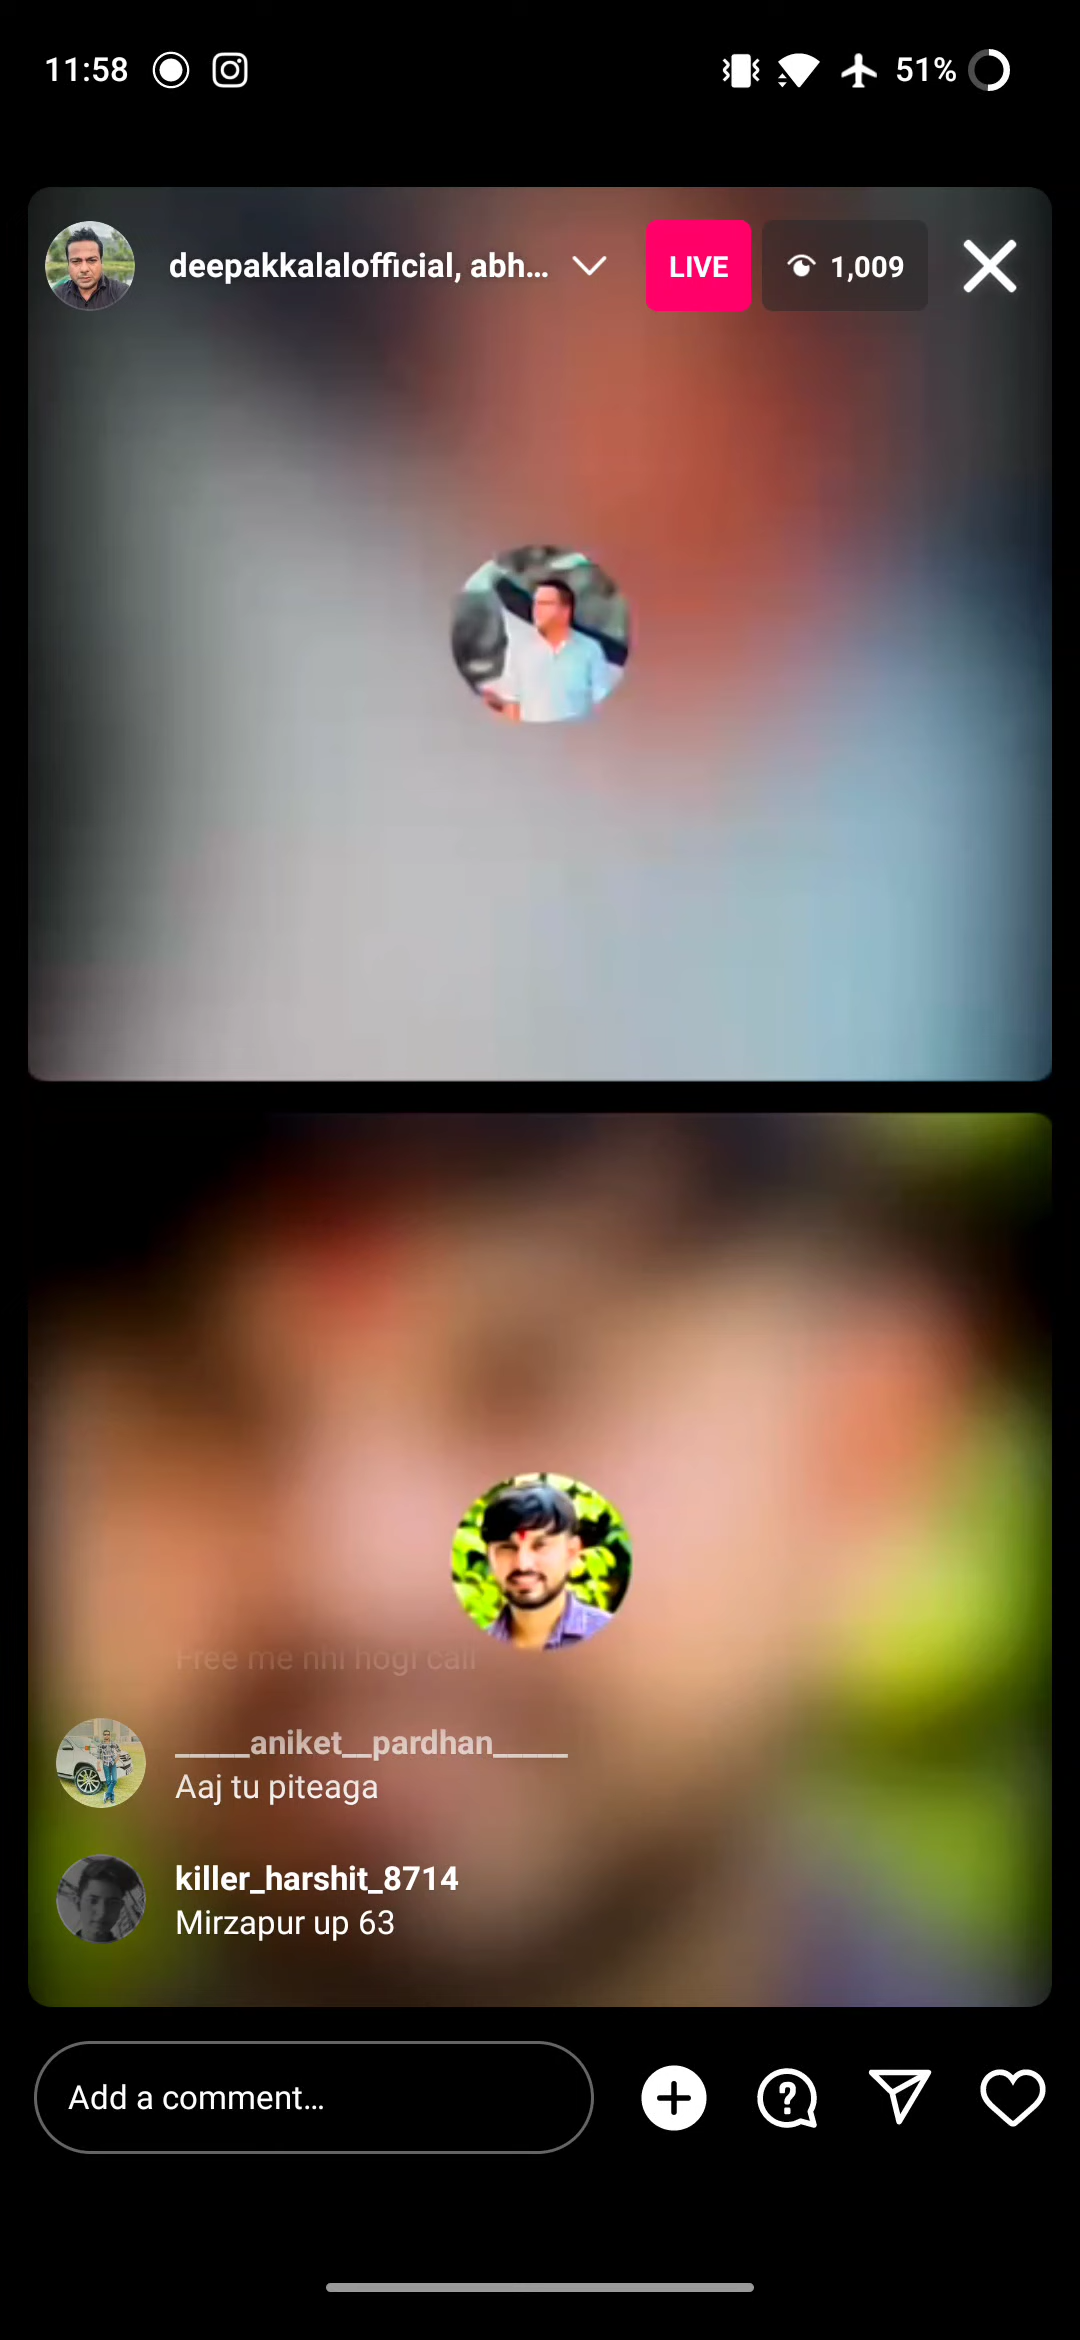 11:58
51%
deepakkalalofficial, abh...
LIVE
1,009
Free me nhi hogi call
_____aniket__pardhan_____
Aaj tu piteaga
killer_harshit_8714
Mirzapur up 63
Add a comment...